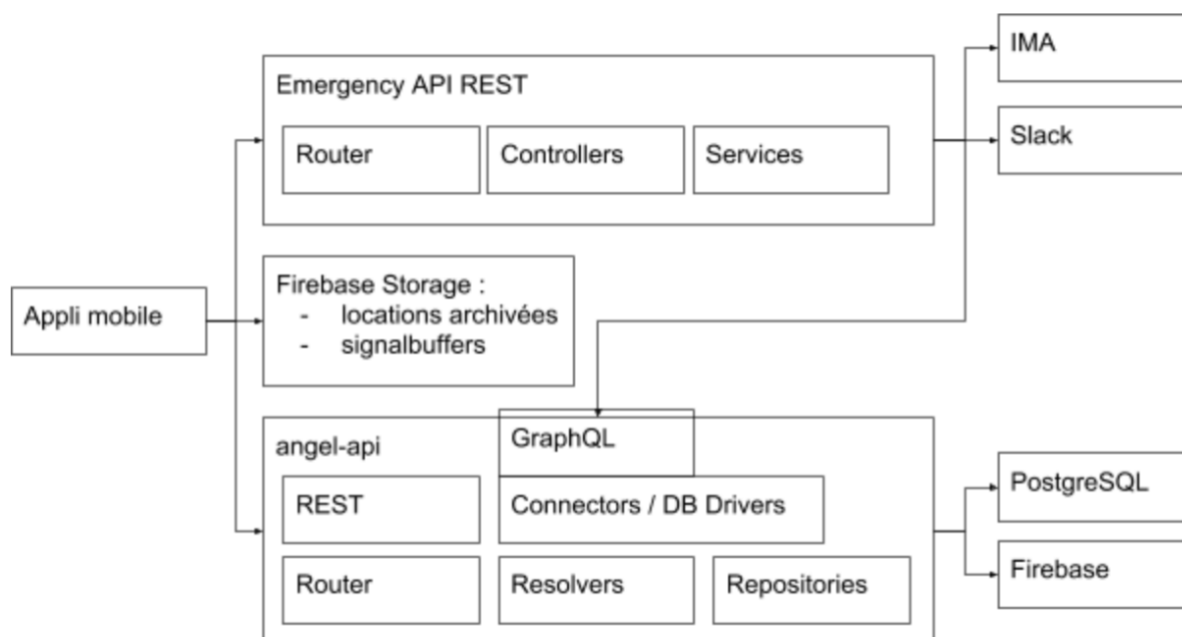 IMA
Emergency API REST
Router
Controllers
Services
Slack
Firebase Storage :
- locations archivées
- signalbuffers
Appli mobile
angel-api
GraphQL
REST
Connectors / DB Drivers
Router
Resolvers
Repositories
PostgreSQL
Firebase